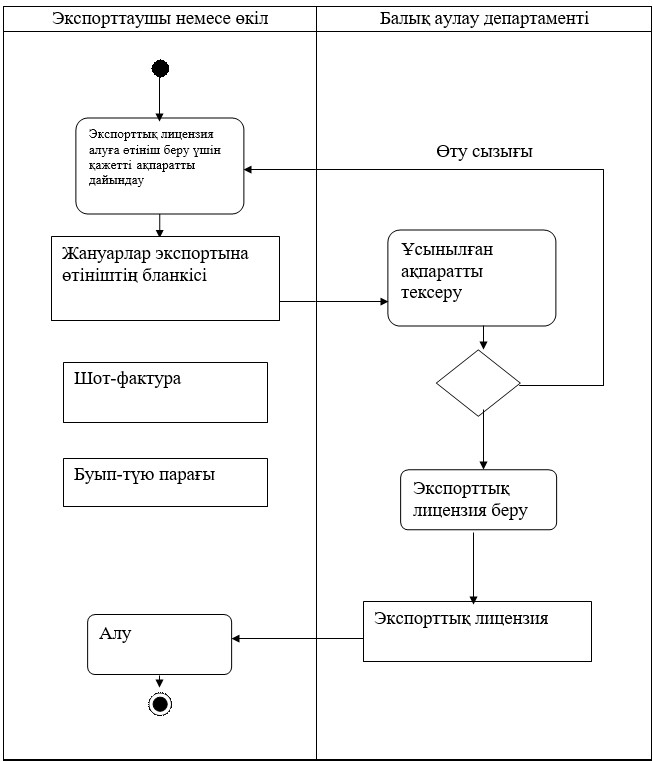 Экспорттаушы немесе өкіл
Балық аулау департаменті
Экспорттық лицензия
алуға өтініш беру үшін
қажетті ақпаратты
дайындау
Өту сызығы
Жануарлар экспортына
өтініштің бланкісі
Ұсынылған
ақпаратты
тексеру
Шот-фактура
Буып-түю парағы
Экспорттық
лицензия беру
Экспорттық лицензия
Алу